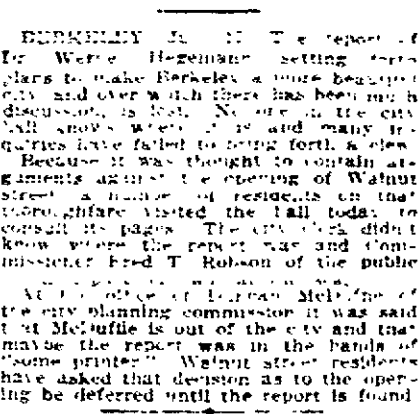 BERKELEY The report of
Dr Werner Hegemann setting forth
plans to make Berkeley a more beautiful
city and over which there has been much
discussion, is lost. No one in the city
hall knows where it is and many in-
quiries have failed to bring forth a clew
Because it was thought to contain ar-
guments against the opening of Walnut
street a number of residents on that
thoroughfare visited the hall today to
consult its pages. The city clerk didn't
know where the report was and Com-
missioner Fred T Robson of the public
At the office of Duncan McDuffie of
the city planning commission it was said
that McDuffie is out of the city and that
maybe the report was in the hands of
"some printer." Walnut street residents
have asked that decision as to the open-
ing be deferred until the report is found